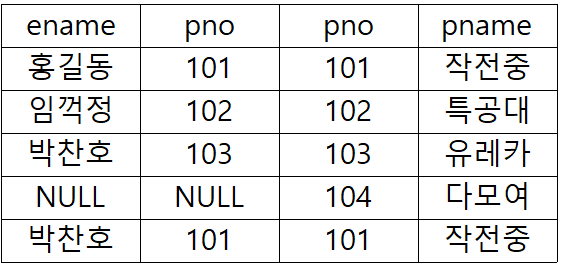 ename pno pno pname
홍길동 101 101 작전중
임꺽정 102 102 특공대
박찬호 103 103 유레카
NULL NULL 104 다모여
박찬호 101 101 작전중